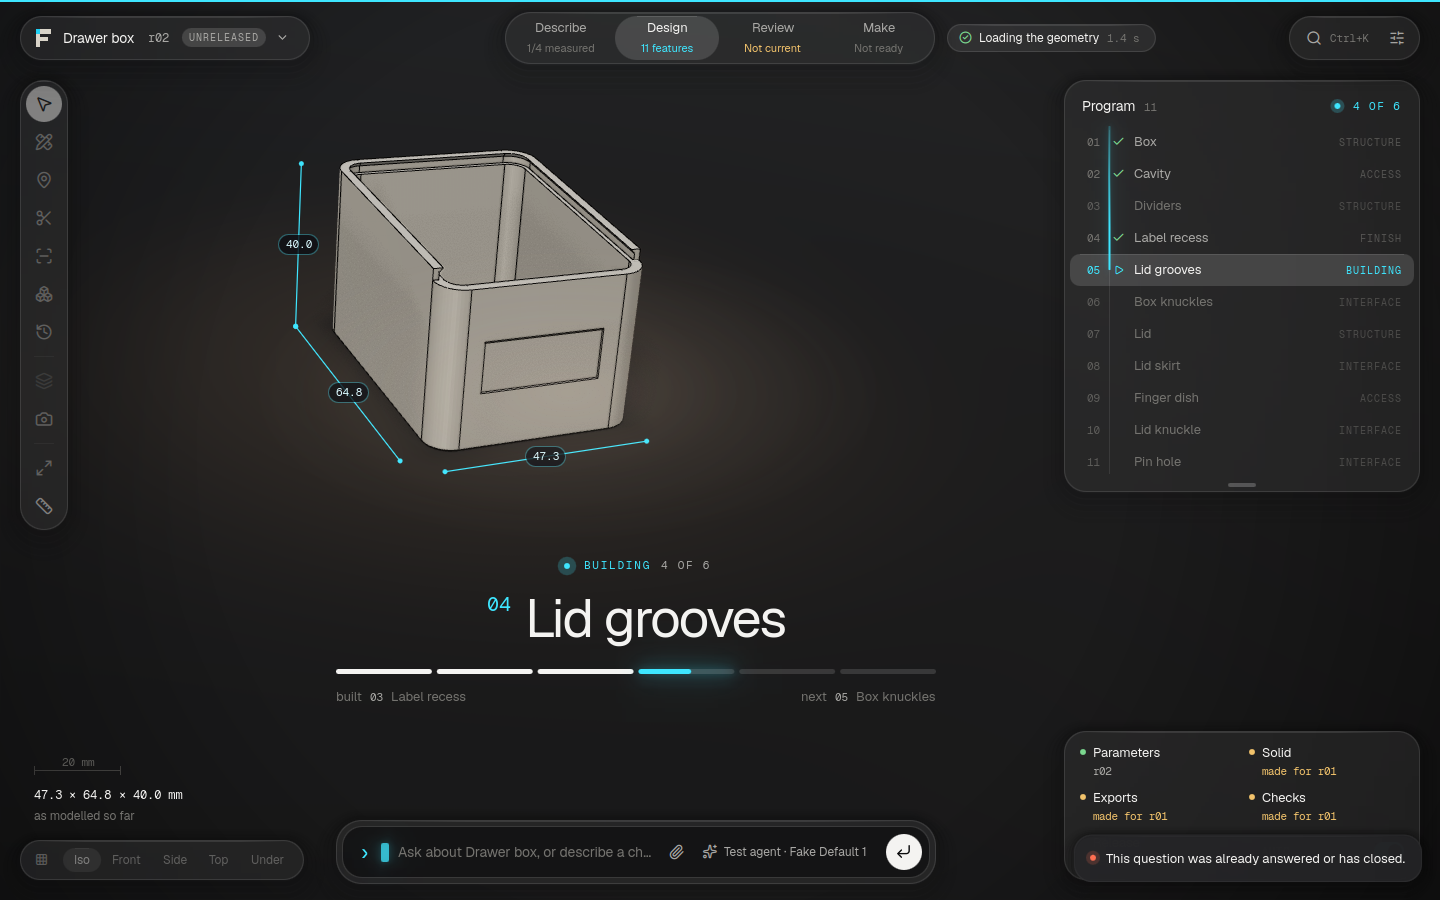 Drawer box r02 UNRELEASED
Describe
1/4 measured
Design
11 features
Review
Not current
Make
Not ready
Loading the geometry 1.4 s
Ctrl+K
Program 11
4 OF 6
01 Box STRUCTURE
02 Cavity ACCESS
03 Dividers STRUCTURE
04 Label recess FINISH
05 Lid grooves BUILDING
06 Box knuckles INTERFACE
07 Lid STRUCTURE
08 Lid skirt INTERFACE
09 Finger dish ACCESS
10 Lid knuckle INTERFACE
11 Pin hole INTERFACE
40.0
64.8
47.3
BUILDING 4 OF 6
04 Lid grooves
built 03 Label recess
next 05 Box knuckles
20 mm
47.3 × 64.8 × 40.0 mm
as modelled so far
Iso Front Side Top Under
Ask about Drawer box, or describe a ch...
Test agent · Fake Default 1
Parameters
r02
Solid
made for r01
Exports
made for r01
Checks
made for r01
This question was already answered or has closed.